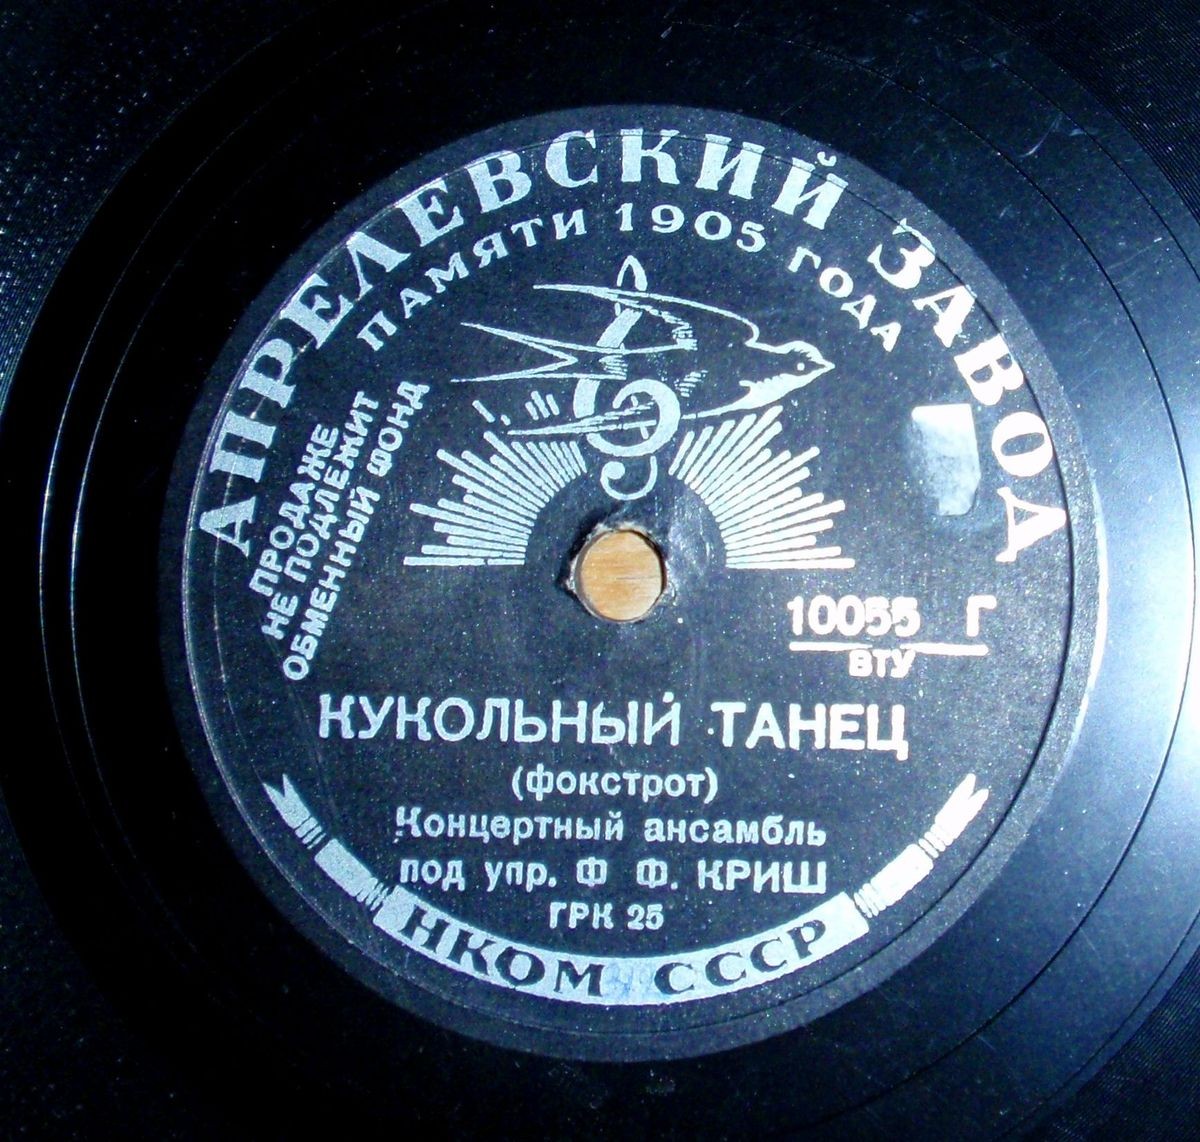 АПРЕЛЕВСКИЙ ЗАВОД
ПАМЯТИ 1905 ГОДА
ПРОДАЖЕ
НЕ ПОДЛЕЖИТ
ОБМЕННЫЙ ФОНД
10055 Г
ВТУ
КУКОЛЬНЫЙ ТАНЕЦ
(фокстрот)
Концертный ансамбль
под упр. Ф Ф. КРИШ
ГРК 25
НКОМ СССР